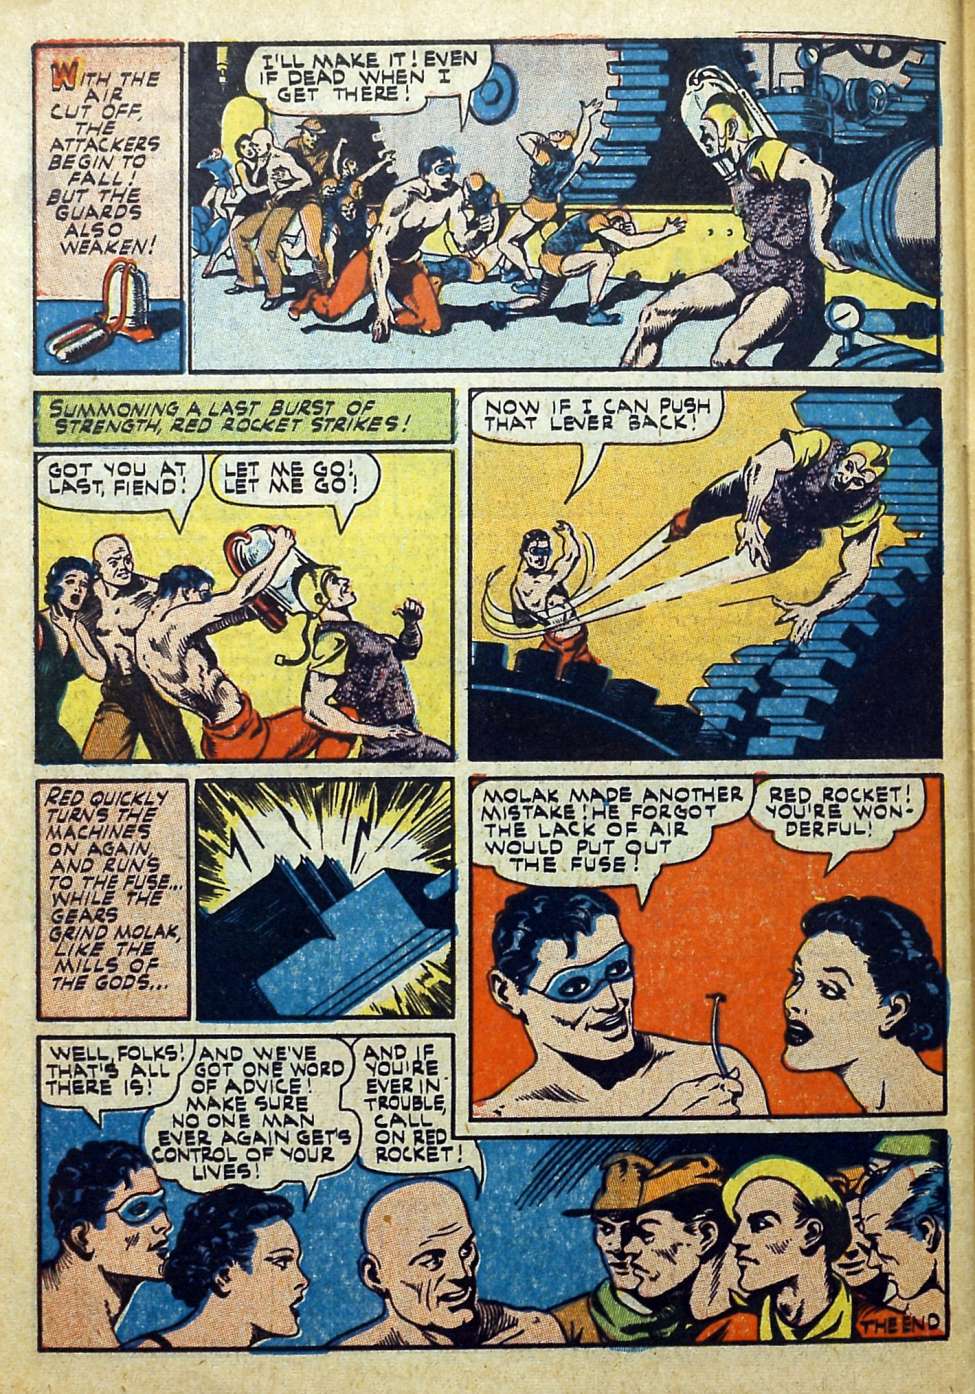 WITH THE
AIR
CUT OFF,
THE
ATTACKERS
BEGIN TO
FALL!
BUT THE
GUARDS
ALSO
WEAKEN!
I'LL MAKE IT! EVEN
IF DEAD WHEN I
GET THERE!
SUMMONING A LAST BURST OF
STRENGTH, RED ROCKET STRIKES!
GOT YOU AT
LAST, FIEND!
LET ME GO!
LET ME GO!
NOW IF I CAN PUSH
THAT LEVER BACK!
RED QUICKLY
TURNS THE
MACHINES
ON AGAIN,
AND RUN'S
TO THE FUSE...
WHILE THE
GEARS
GRIND MOLAK,
LIKE THE
MILLS OF
THE GODS...
MOLAK MADE ANOTHER
MISTAKE! HE FORGOT
THE LACK OF AIR
WOULD PUT OUT
THE FUSE!
RED ROCKET!
YOU'RE WON-
DERFUL!
WELL, FOLKS!
THAT'S ALL
THERE IS!
AND WE'VE
GOT ONE WORD
OF ADVICE!
MAKE SURE
NO ONE MAN
EVER AGAIN GET'S
CONTROL OF YOUR
LIVES!
AND IF
YOU'RE
EVER IN
TROUBLE,
CALL
ON RED
ROCKET!
THE END